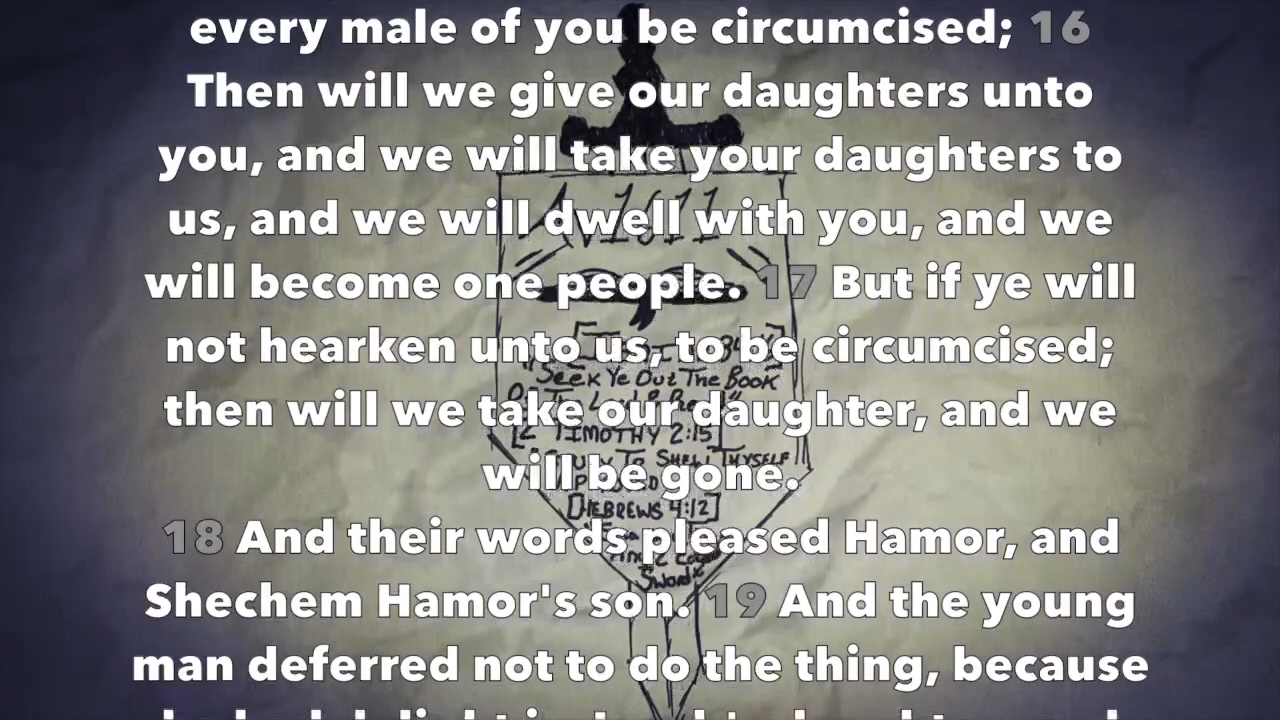 every male of you be circumcised; 16
Then will we give our daughters unto
you, and we will take your daughters to
us, and we will dwell with you, and we
will become one people. 17 But if ye will
not hearken unto us, to be circumcised;
then will we take our daughter, and we
will be gone.
18 And their words pleased Hamor, and
Shechem Hamor's son. 19 And the young
man deferred not to do the thing, because
AV1611
"Seek Ye Out The Book
TIMOTHY 2:15]
To Shew Thyself
[HEBREWS 4:12]
Sword"